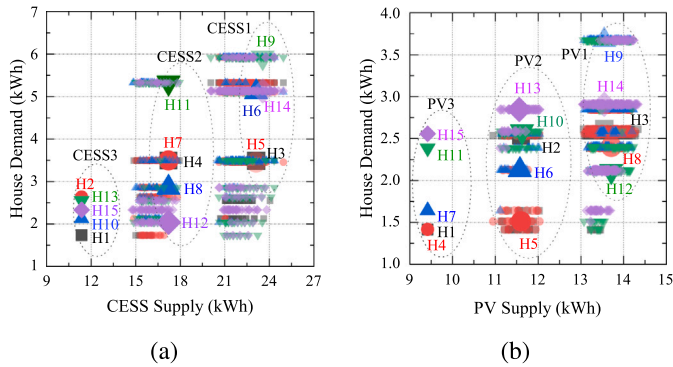 House Demand (kWh)
7
6
5
4
3
2
1
CESS1
H9
CESS2
H11
H14
H6
H7
H5
H4
H3
CESS3
H2
H13
H15
H10
H1
H8
H12
9
12
15
18
21
24
27
CESS Supply (kWh)
(a)
House Demand (kWh)
4.0
3.5
3.0
2.5
2.0
1.5
1.0
PV1
H9
PV2
H13
H14
PV3
H15
H10
H3
H11
H2
H8
H6
H12
H7
H1
H4
H5
9
10
11
12
13
14
15
PV Supply (kWh)
(b)